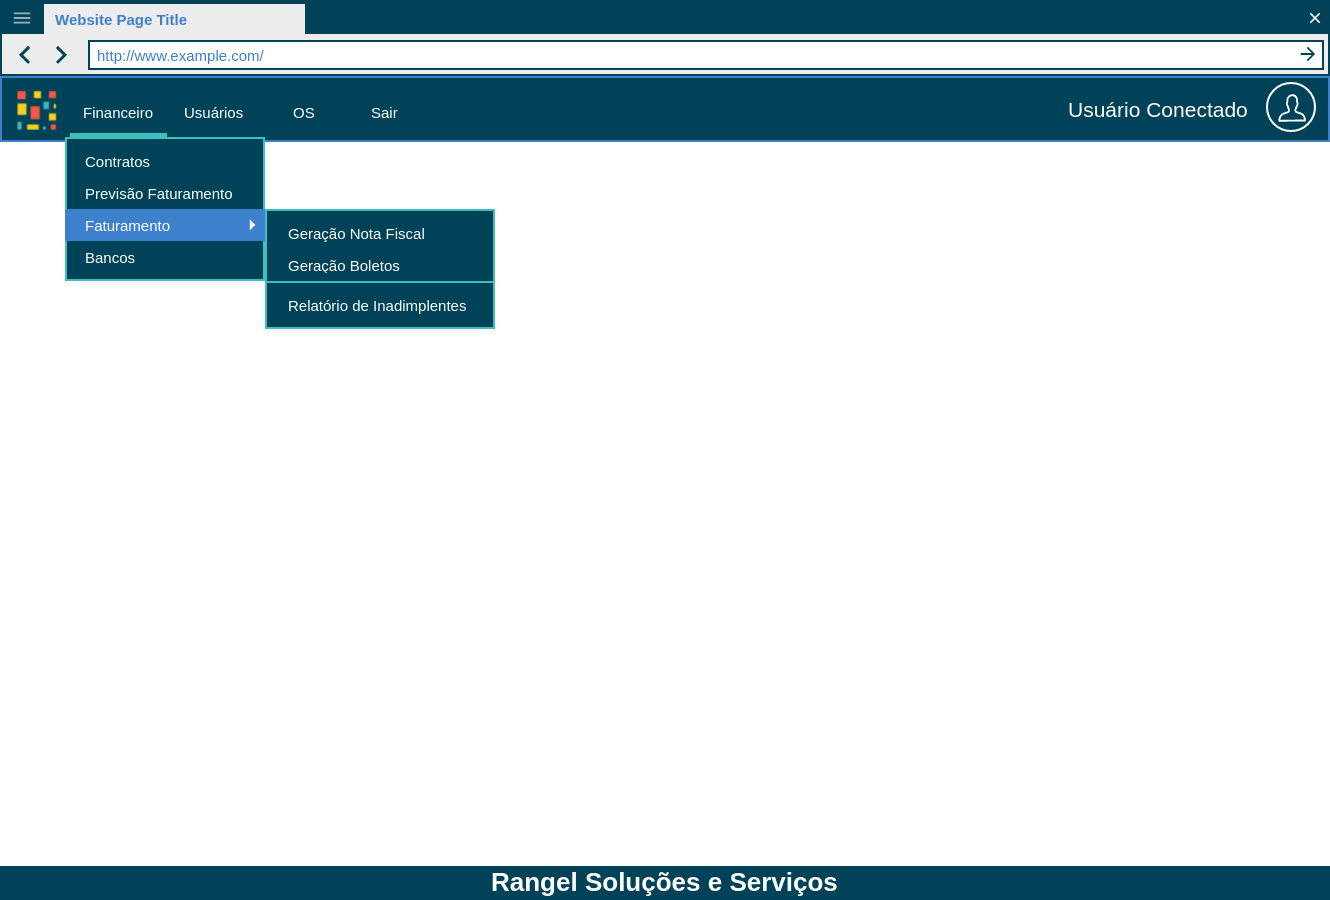 Website Page Title
http://www.example.com/
Financeiro Usuários OS Sair Usuário Conectado
Contratos
Previsão Faturamento
Faturamento
Bancos
Geração Nota Fiscal
Geração Boletos
Relatório de Inadimplentes
Rangel Soluções e Serviços